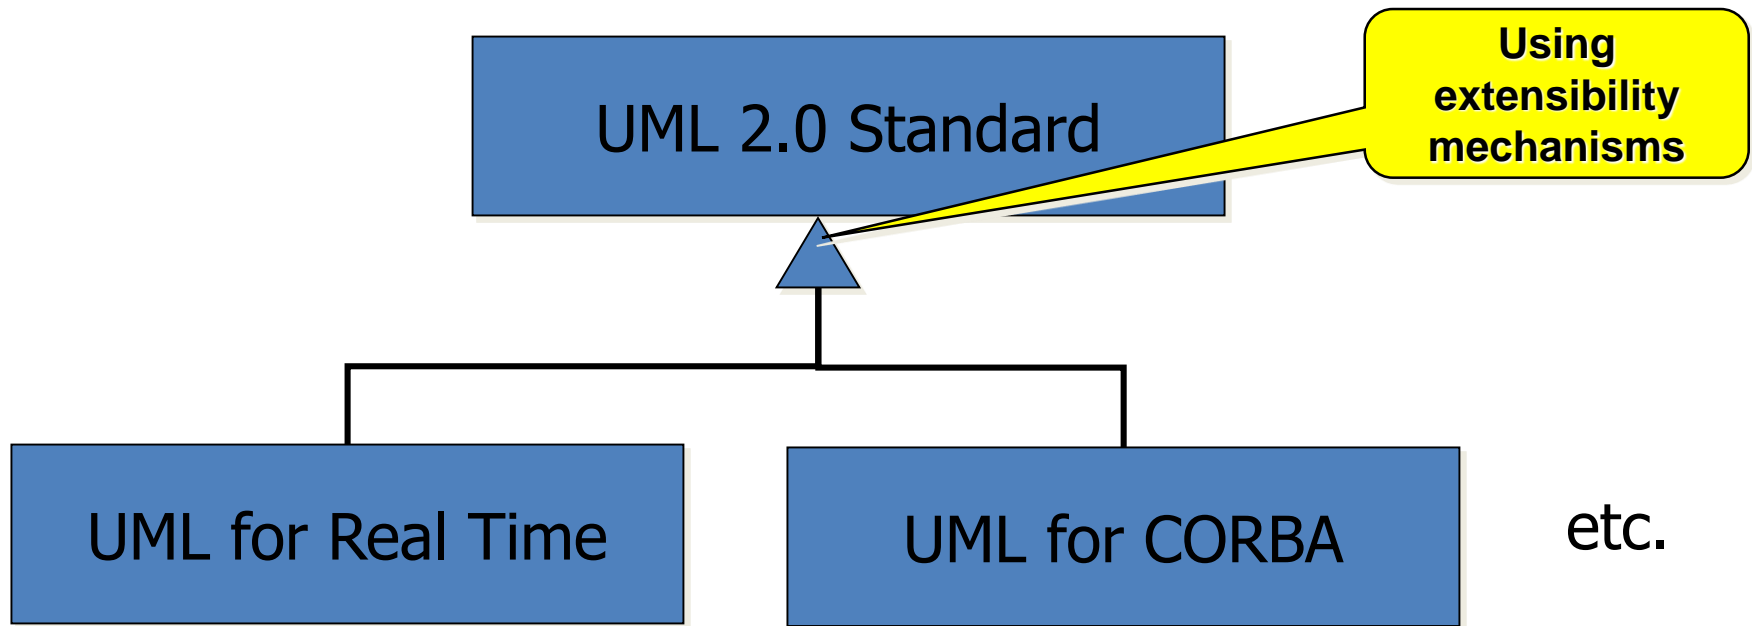 Using
extensibility
mechanisms
UML 2.0 Standard
UML for Real Time
UML for CORBA
etc.